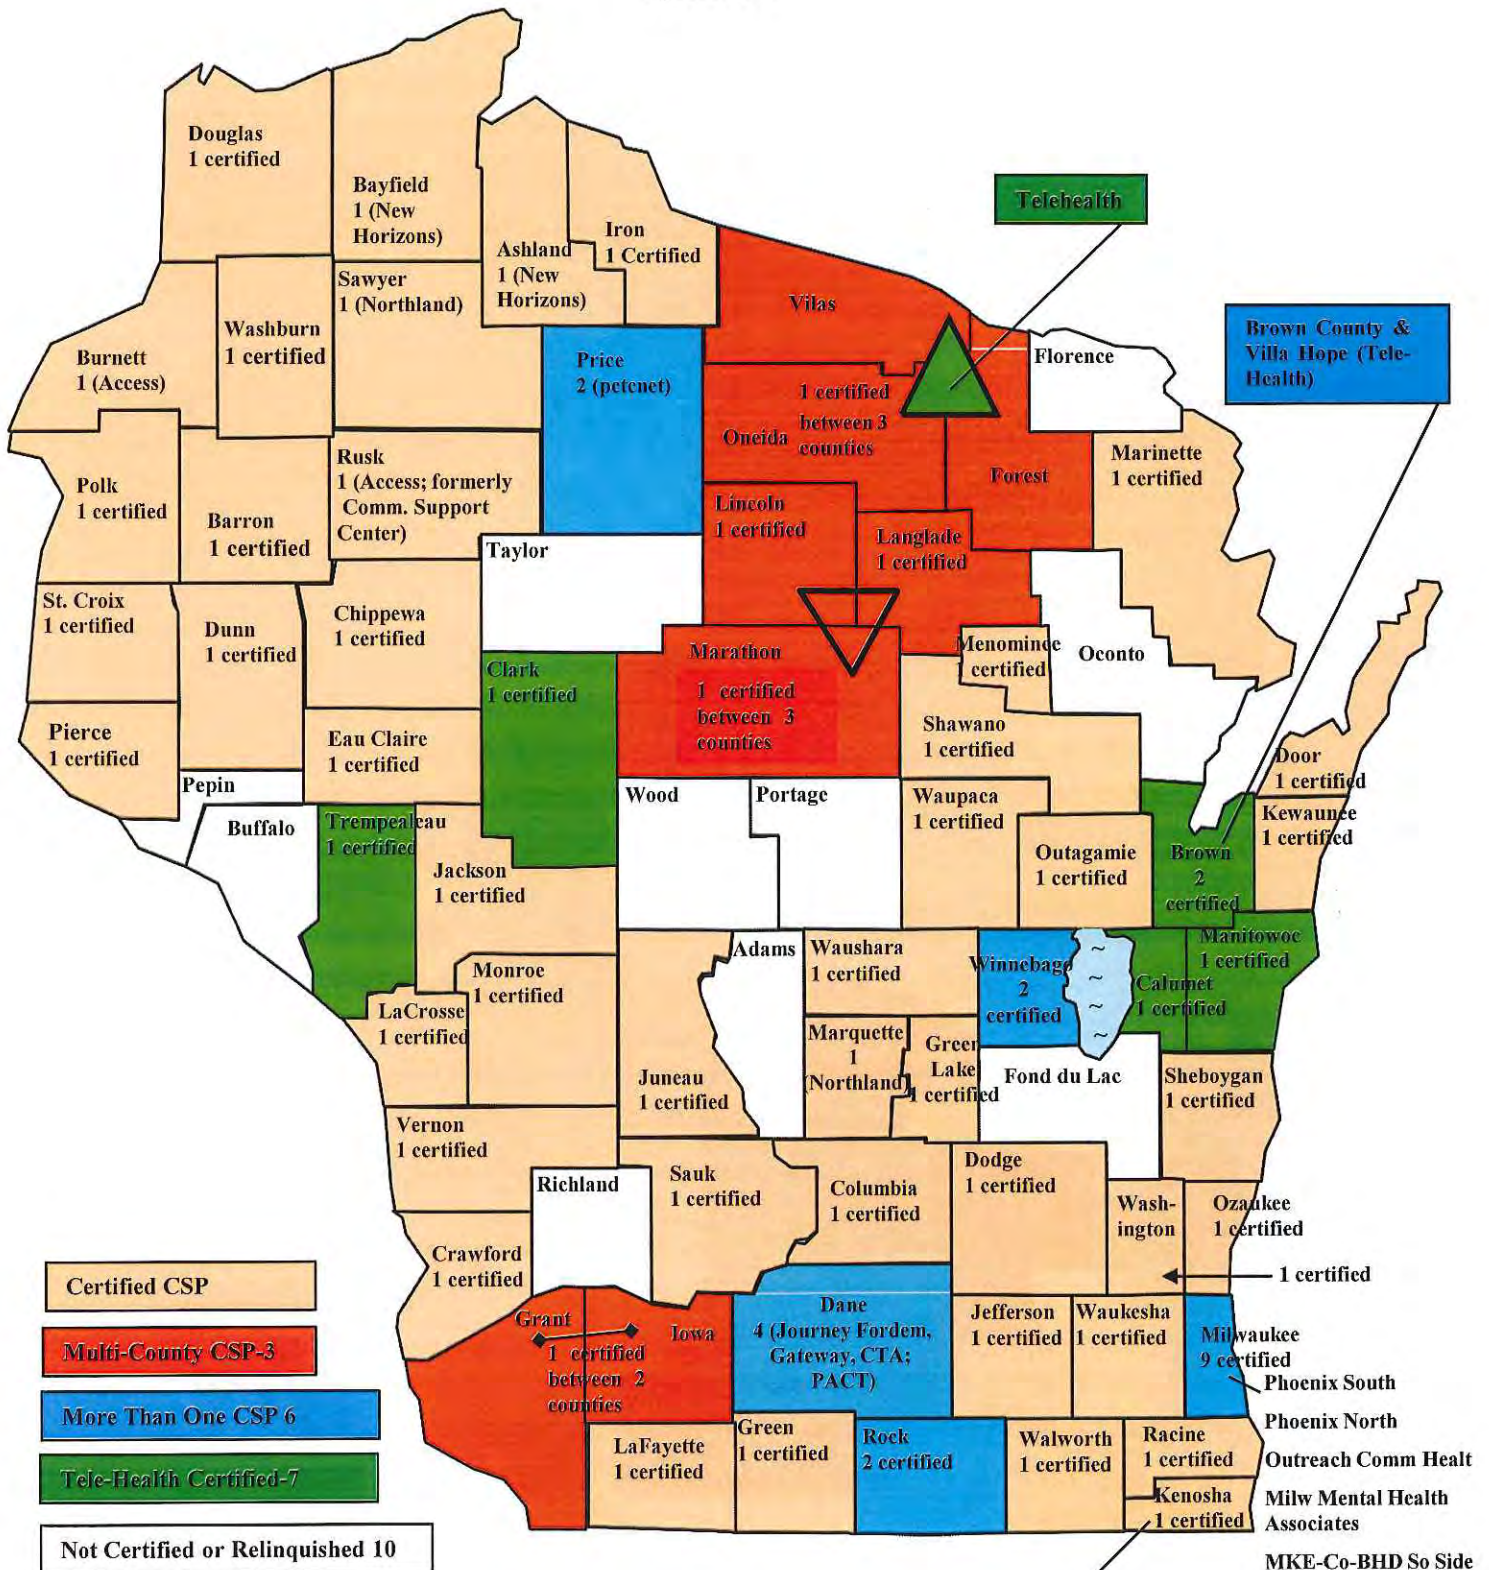 Douglas
1 certified
Bayfield
1 (New
Horizons)
Ashland
1 (New
Horizons)
Iron
1 Certified
Telehealth
Vilas
Brown County &
Villa Hope (Tele-
Health)
Sawyer
1 (Northland)
Washburn
1 certified
Burnett
1 (Access)
Price
2 (pctcnet)
Florence
1 certified
between 3
counties
Oneida
Forest
Marinette
1 certified
Polk
1 certified
Barron
1 certified
Rusk
1 (Access; formerly
Comm. Support
Center)
Lincoln
1 certified
Langlade
1 certified
Taylor
St. Croix
1 certified
Dunn
1 certified
Chippewa
1 certified
Clark
1 certified
Marathon
1 certified
between 3
counties
Menominee
1 certified
Oconto
Shawano
1 certified
Pierce
1 certified
Eau Claire
1 certified
Door
1 certified
Pepin
Buffalo
Trempealeau
1 certified
Wood
Portage
Waupaca
1 certified
Kewaunee
1 certified
Outagamie
1 certified
Brown
2
certified
Jackson
1 certified
Manitowoc
1 certified
Adams
Waushara
1 certified
Winnebago
2
certified
~
~
~
~
Calumet
1 certified
Monroe
1 certified
LaCrosse
1 certified
Juneau
1 certified
Marquette
1
(Northland)
Green
Lake
1 certified
Fond du Lac
Sheboygan
1 certified
Vernon
1 certified
Richland
Sauk
1 certified
Columbia
1 certified
Dodge
1 certified
Wash-
ington
Ozaukee
1 certified
1 certified
Crawford
1 certified
Certified CSP
Multi-County CSP-3
More Than One CSP 6
Tele-Health Certified-7
Not Certified or Relinquished 10
Grant
Iowa
1 certified
between 2
counties
Dane
4 (Journey Fordem,
Gateway, CTA;
PACT)
Jefferson
1 certified
Waukesha
1 certified
Milwaukee
9 certified
Phoenix South
Phoenix North
Outreach Comm Healt
Milw Mental Health
Associates
MKE-Co-BHD So Side
LaFayette
1 certified
Green
1 certified
Rock
2 certified
Walworth
1 certified
Racine
1 certified
Kenosha
1 certified